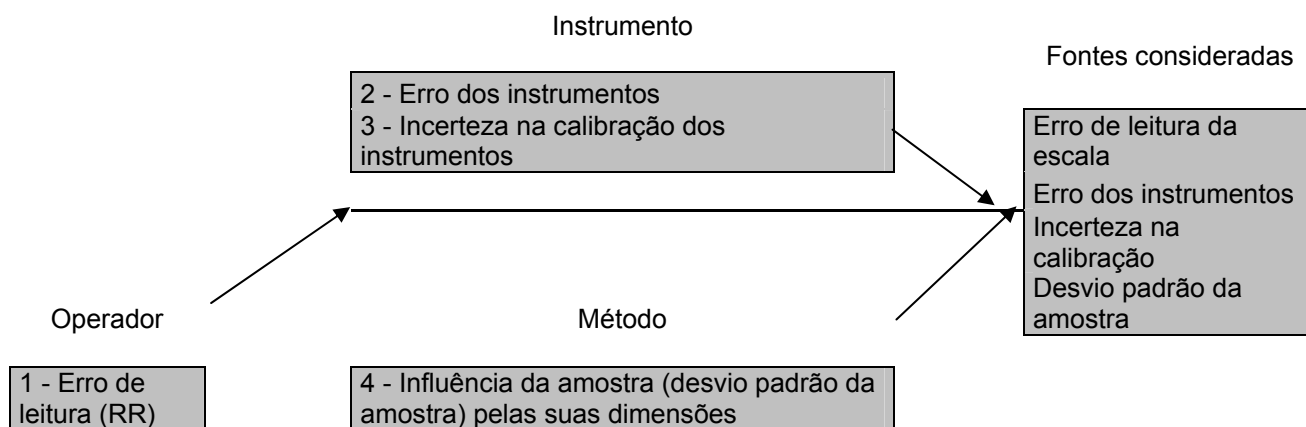 Instrumento
Fontes consideradas
2 - Erro dos instrumentos
3 - Incerteza na calibração dos
instrumentos
Erro de leitura da
escala
Erro dos instrumentos
Incerteza na
calibração
Desvio padrão da
amostra
Operador
Método
1 - Erro de
leitura (RR)
4 - Influência da amostra (desvio padrão da
amostra) pelas suas dimensões